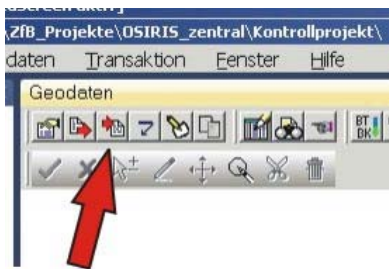 \ZfB_Projekte\OSIRIS_zentral\Kontrollprojekt\
daten Transaktion Fenster Hilfe
Geodaten
BT
BK